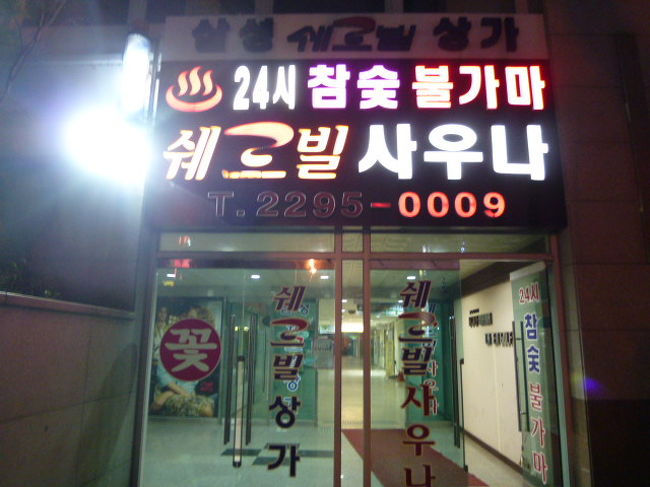 삼성 쉐르빌 상가
24시 참숯 불가마
쉐르빌 사우나
T. 2295-0009
꽃
쉐르빌상가
쉐르빌사우나
24시 참숯 불가마